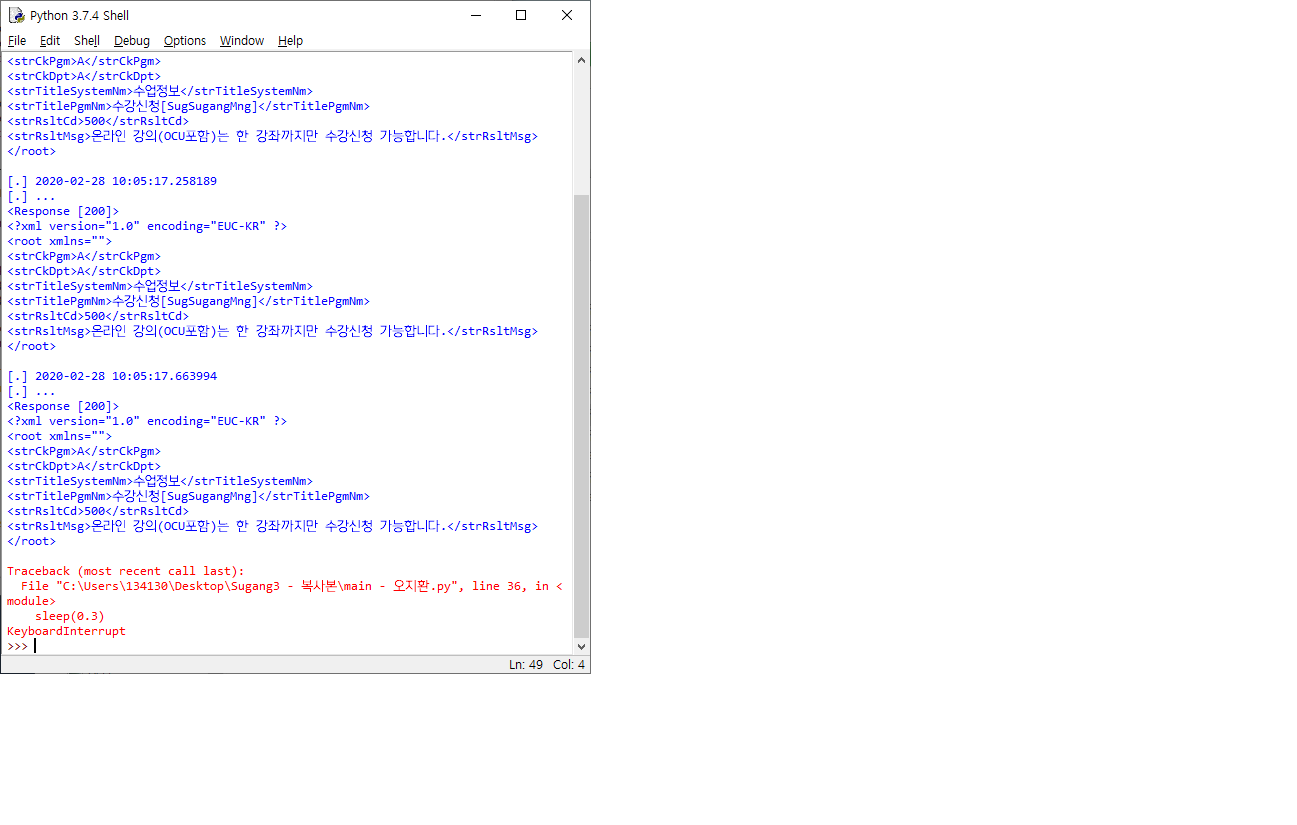 Python 3.7.4 Shell
File Edit Shell Debug Options Window Help
<strCkPgm>A</strCkPgm>
<strCkDpt>A</strCkDpt>
<strTitleSystemNm>수업정보</strTitleSystemNm>
<strTitlePgmNm>수강신청[SugSugangMng]</strTitlePgmNm>
<strRsltCd>500</strRsltCd>
<strRsltMsg>온라인 강의(OCU포함)는 한 강좌까지만 수강신청 가능합니다.</strRsltMsg>
</root>
[.] 2020-02-28 10:05:17.258189
[.] ...
<Response [200]>
<?xml version="1.0" encoding="EUC-KR" ?>
<root xmlns="">
<strCkPgm>A</strCkPgm>
<strCkDpt>A</strCkDpt>
<strTitleSystemNm>수업정보</strTitleSystemNm>
<strTitlePgmNm>수강신청[SugSugangMng]</strTitlePgmNm>
<strRsltCd>500</strRsltCd>
<strRsltMsg>온라인 강의(OCU포함)는 한 강좌까지만 수강신청 가능합니다.</strRsltMsg>
</root>
[.] 2020-02-28 10:05:17.663994
[.] ...
<Response [200]>
<?xml version="1.0" encoding="EUC-KR" ?>
<root xmlns="">
<strCkPgm>A</strCkPgm>
<strCkDpt>A</strCkDpt>
<strTitleSystemNm>수업정보</strTitleSystemNm>
<strTitlePgmNm>수강신청[SugSugangMng]</strTitlePgmNm>
<strRsltCd>500</strRsltCd>
<strRsltMsg>온라인 강의(OCU포함)는 한 강좌까지만 수강신청 가능합니다.</strRsltMsg>
</root>
Traceback (most recent call last):
  File "C:\Users\134130\Desktop\Sugang3 - 복사본\main - 오지환.py", line 36, in <
module>
    sleep(0.3)
KeyboardInterrupt
>>>
Ln: 49 Col: 4